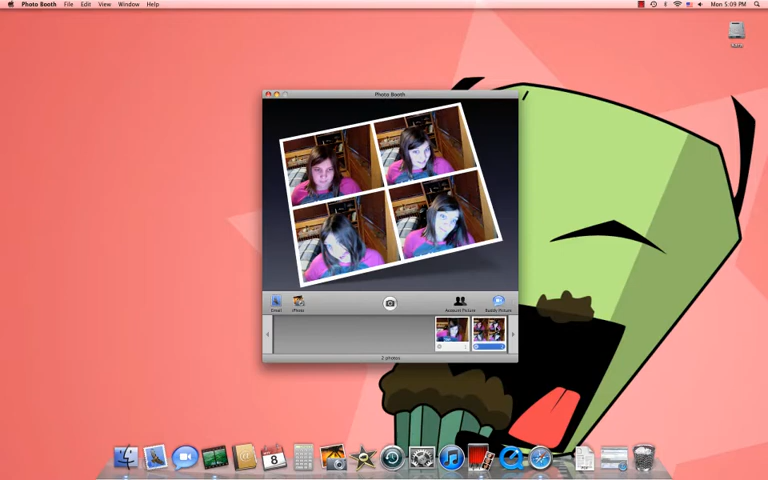 Photo Booth File Edit View Window Help
Mon 5:09 PM
Photo Booth
Email iPhoto Account Picture Buddy Picture
2 photos
8